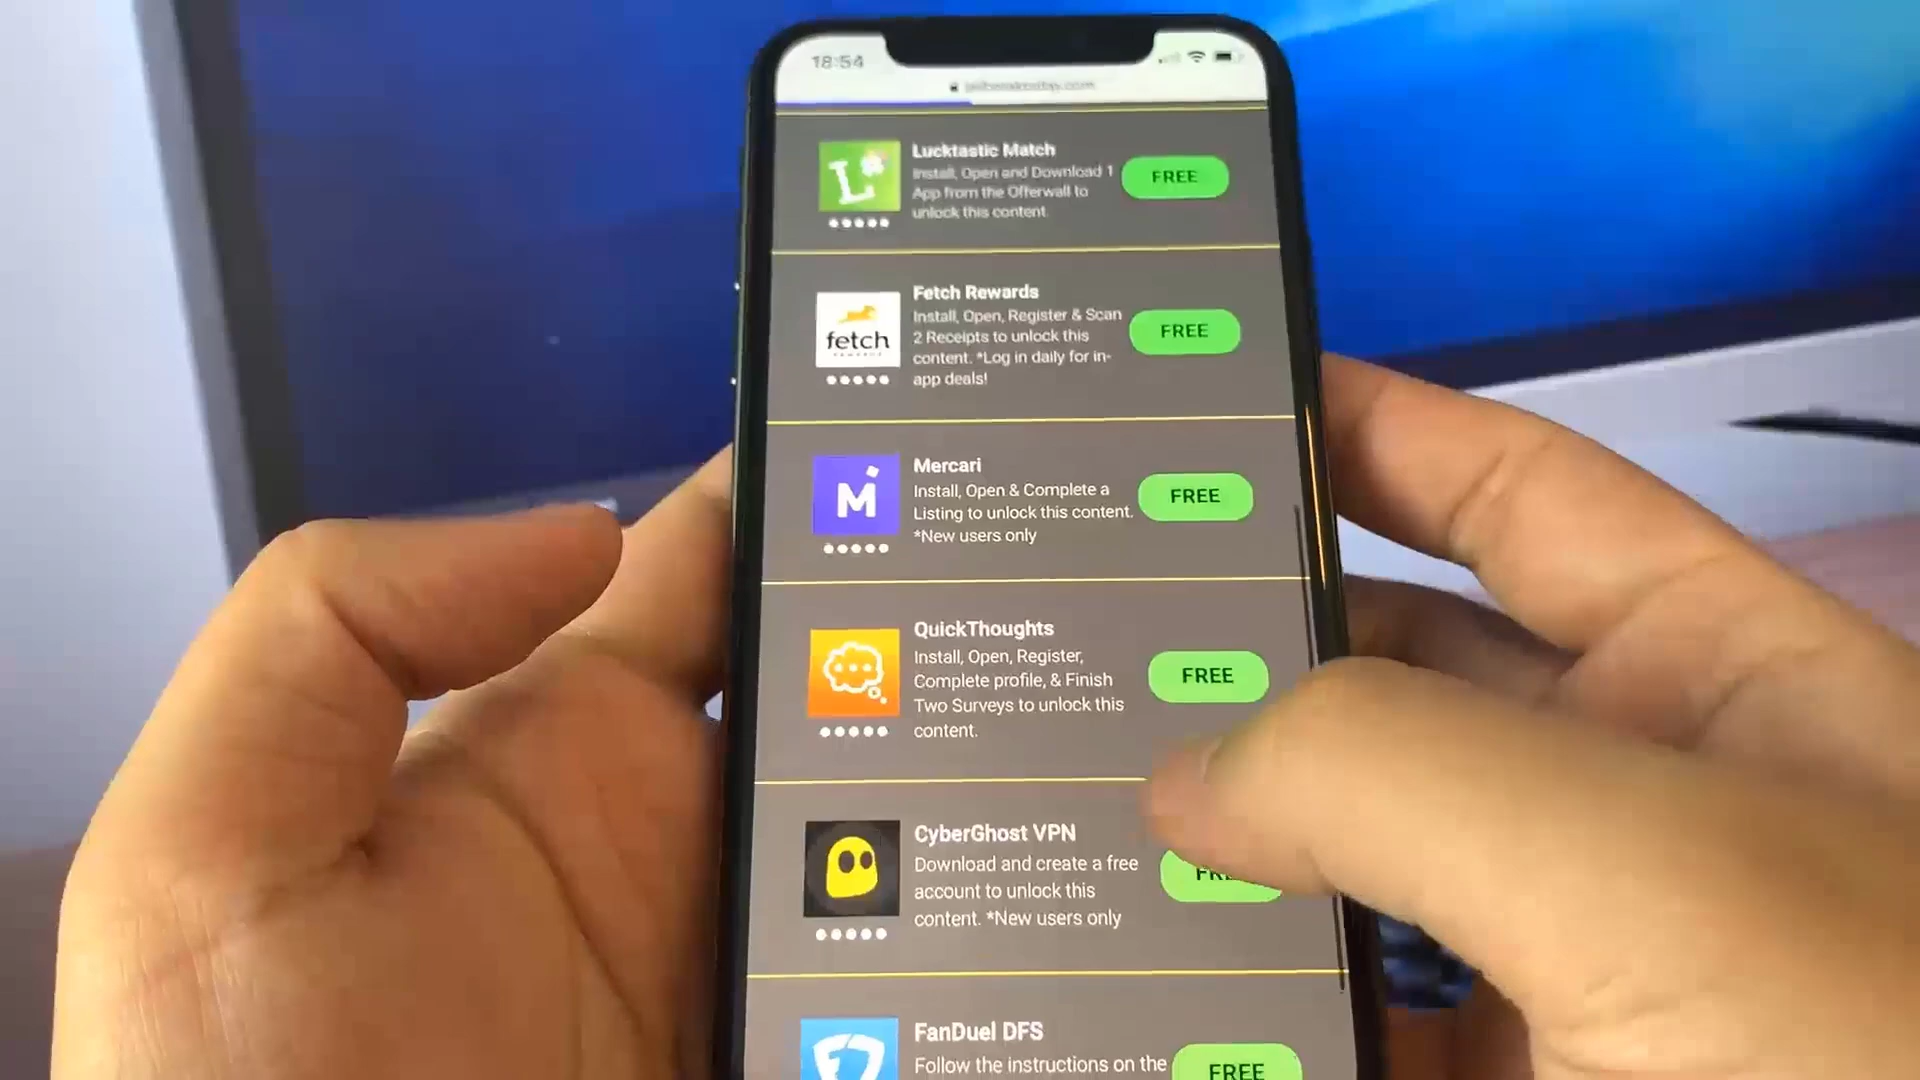 18:54
Lucktastic Match
Install, Open and Download 1
App from the Offerwall to
unlock this content.
FREE
Fetch Rewards
Install, Open, Register & Scan
2 Receipts to unlock this
content. *Log in daily for in-
app deals!
fetch
FREE
Mercari
Install, Open & Complete a
Listing to unlock this content.
*New users only
M
FREE
QuickThoughts
Install, Open, Register,
Complete profile, & Finish
Two Surveys to unlock this
content.
FREE
CyberGhost VPN
Download and create a free
account to unlock this
content. *New users only
FanDuel DFS
Follow the instructions on the
FREE